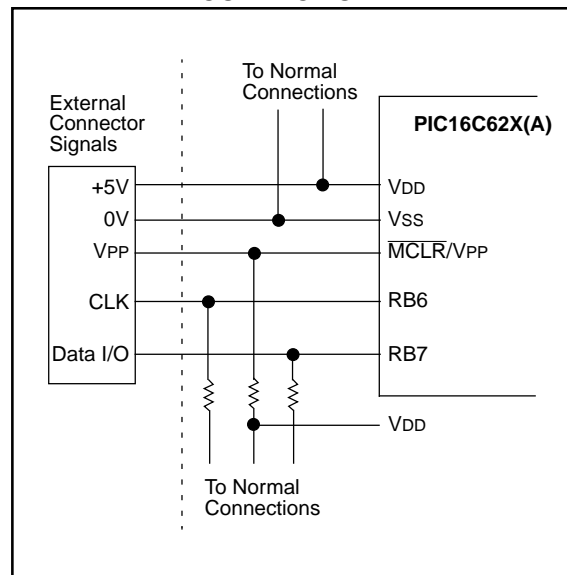 To Normal
Connections
External
Connector
Signals
PIC16C62X(A)
+5V
VDD
0V
VSS
VPP
MCLR/VPP
CLK
RB6
Data I/O
RB7
VDD
To Normal
Connections